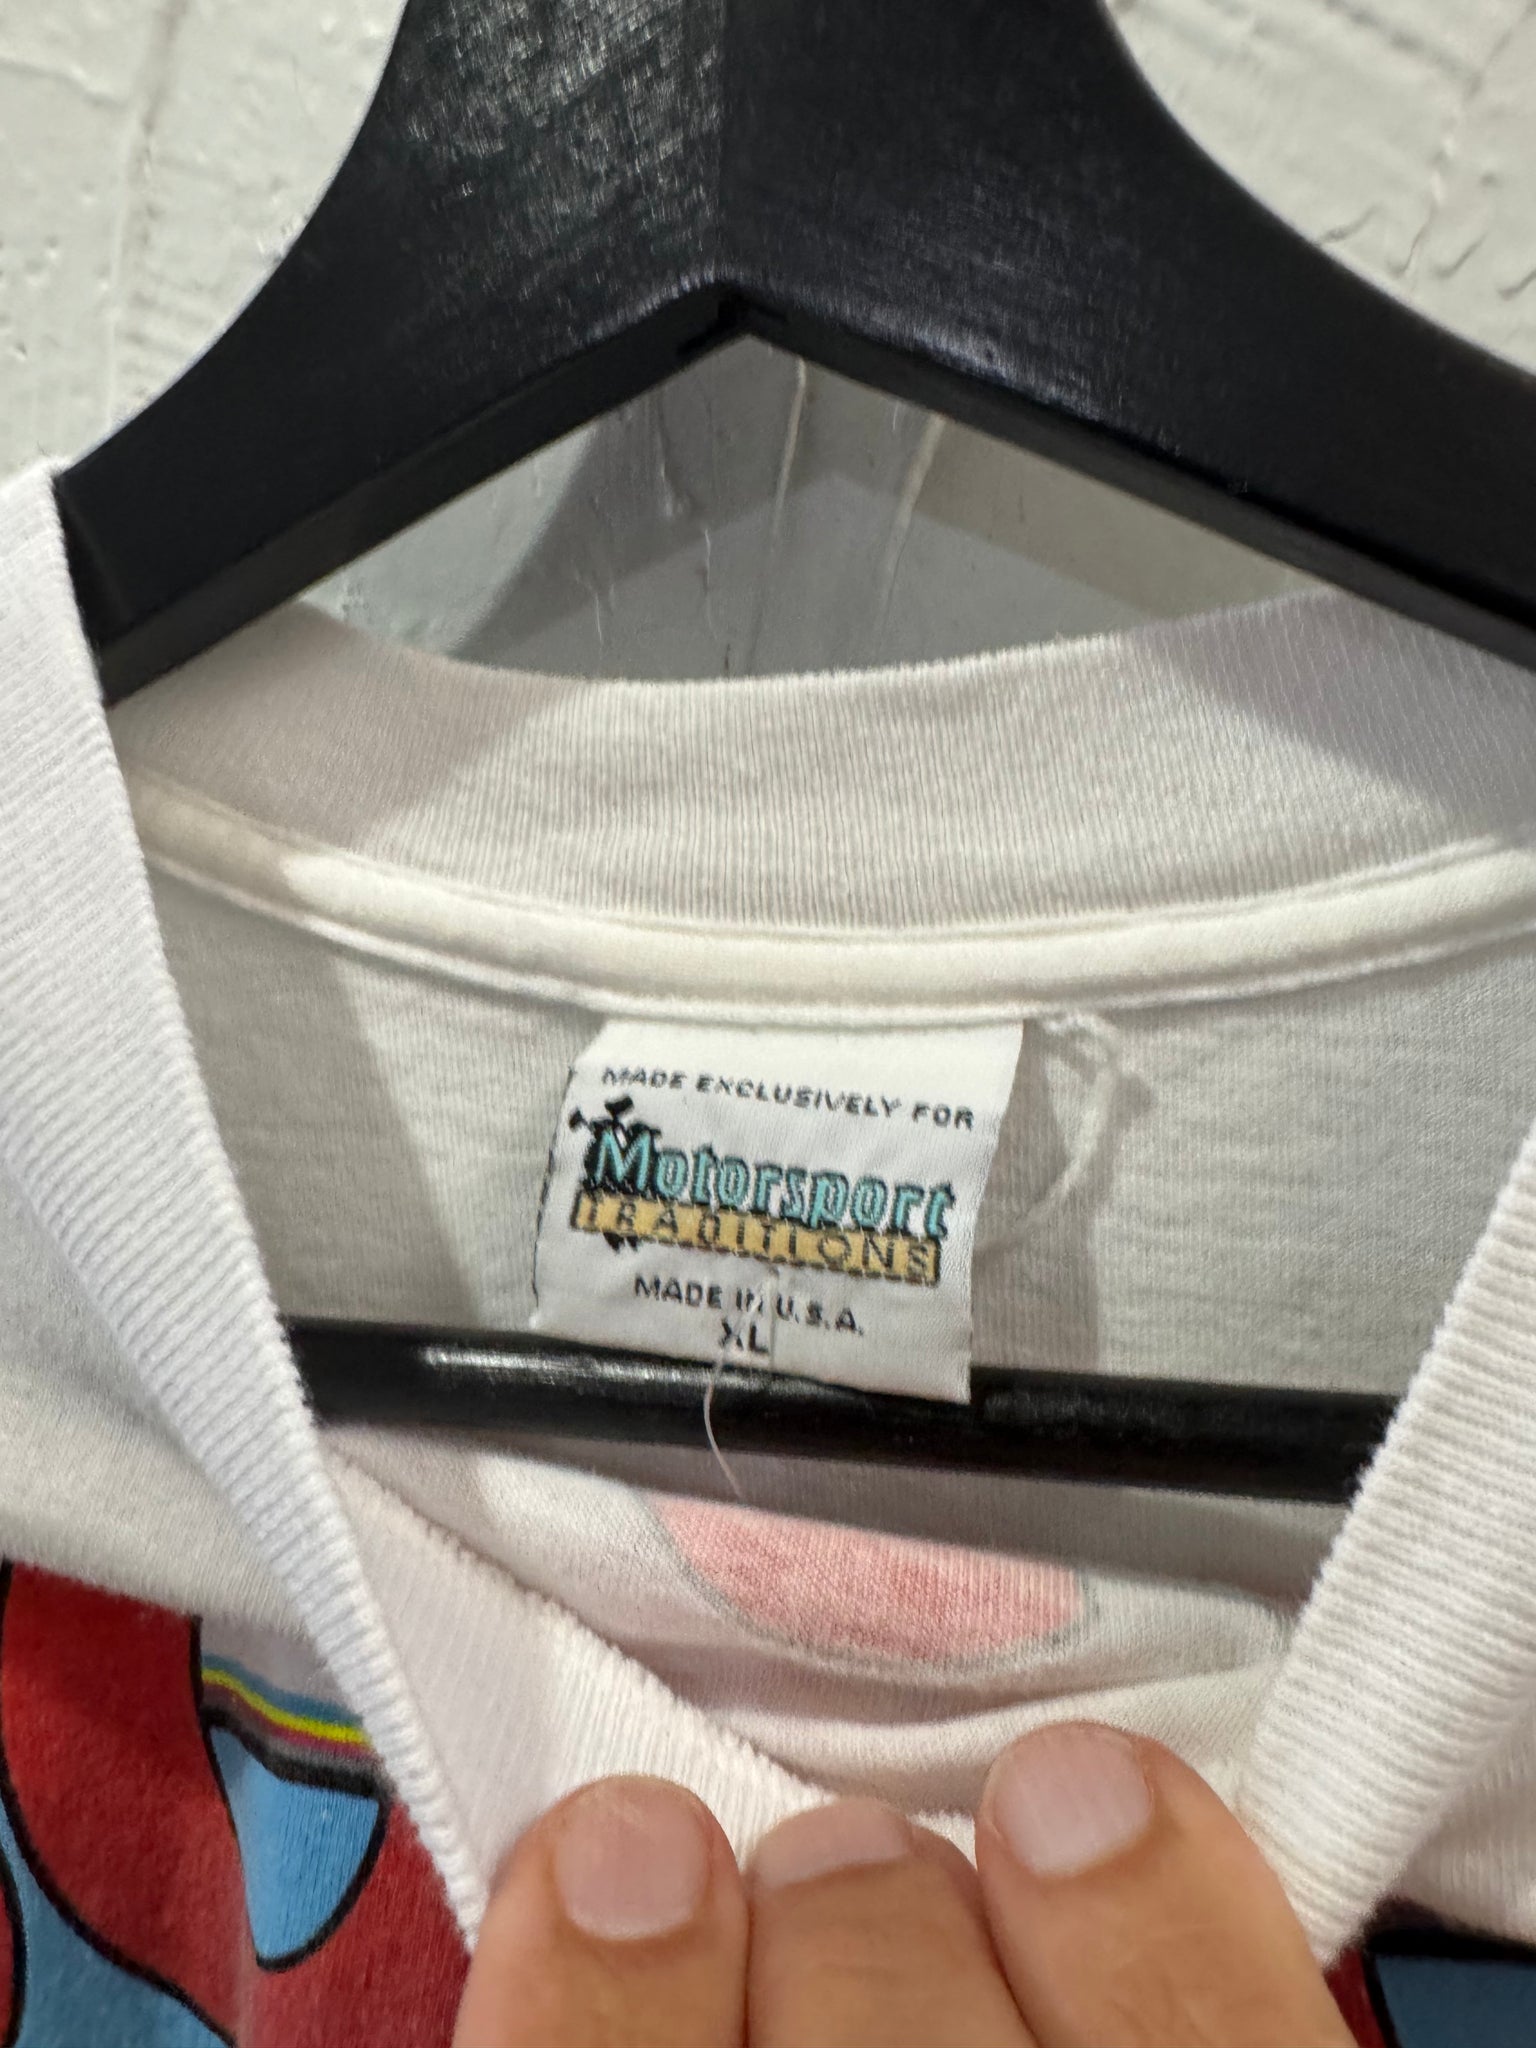 MADE EXCLUSIVELY FOR
Motorsport
TRADITIONS
MADE IN U.S.A.
XL